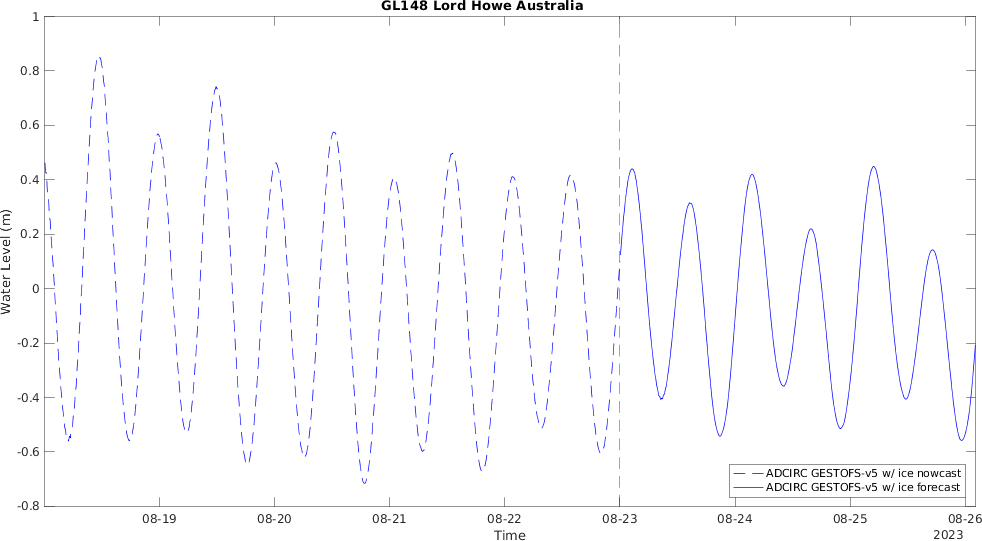 GL148 Lord Howe Australia
1
0.8
0.6
0.4
0.2
0
-0.2
-0.4
-0.6
-0.8
Water Level (m)
08-19 08-20 08-21 08-22 08-23 08-24 08-25 08-26
Time
2023
ADCIRC GESTOFS-v5 w/ ice nowcast
ADCIRC GESTOFS-v5 w/ ice forecast